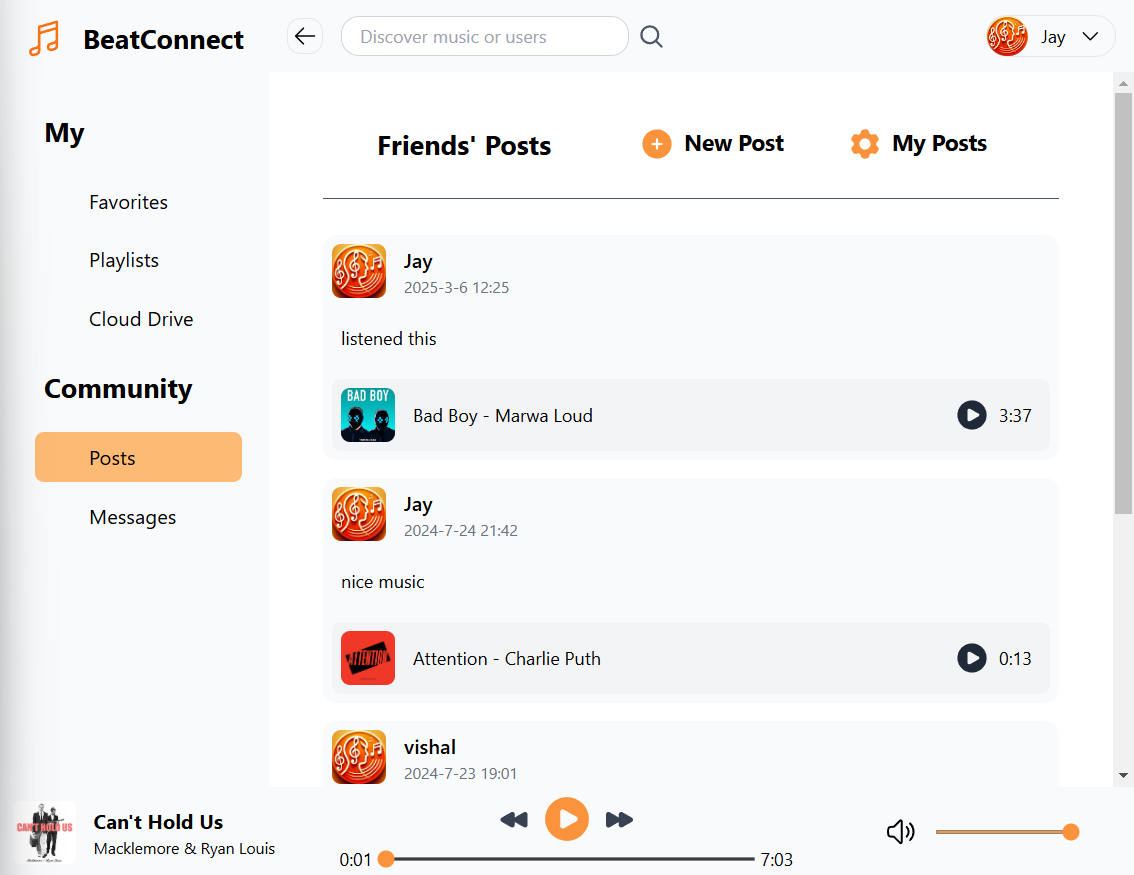 BeatConnect
Discover music or users
Jay
My
Favorites
Playlists
Cloud Drive
Community
Posts
Messages
Friends' Posts
New Post
My Posts
Jay
2025-3-6 12:25
listened this
BAD BOY
Bad Boy - Marwa Loud
3:37
Jay
2024-7-24 21:42
nice music
ATTENTION
Attention - Charlie Puth
0:13
vishal
2024-7-23 19:01
CAN'T HOLD US
Can't Hold Us
Macklemore & Ryan Louis
0:01
7:03